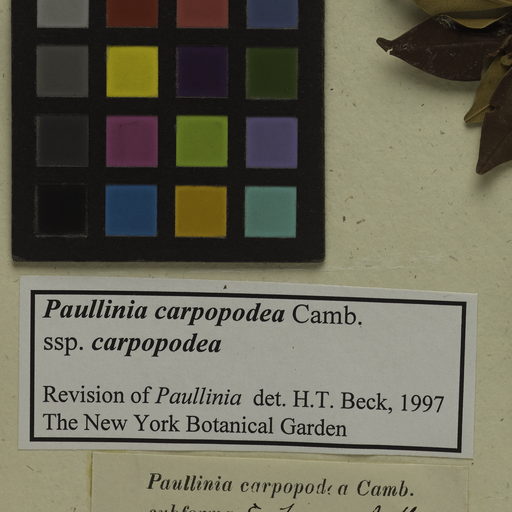 Paullinia carpopodea Camb.
ssp. carpopodea
Revision of Paullinia det. H.T. Beck, 1997
The New York Botanical Garden
Paullinia carpopodea Camb.
subforma